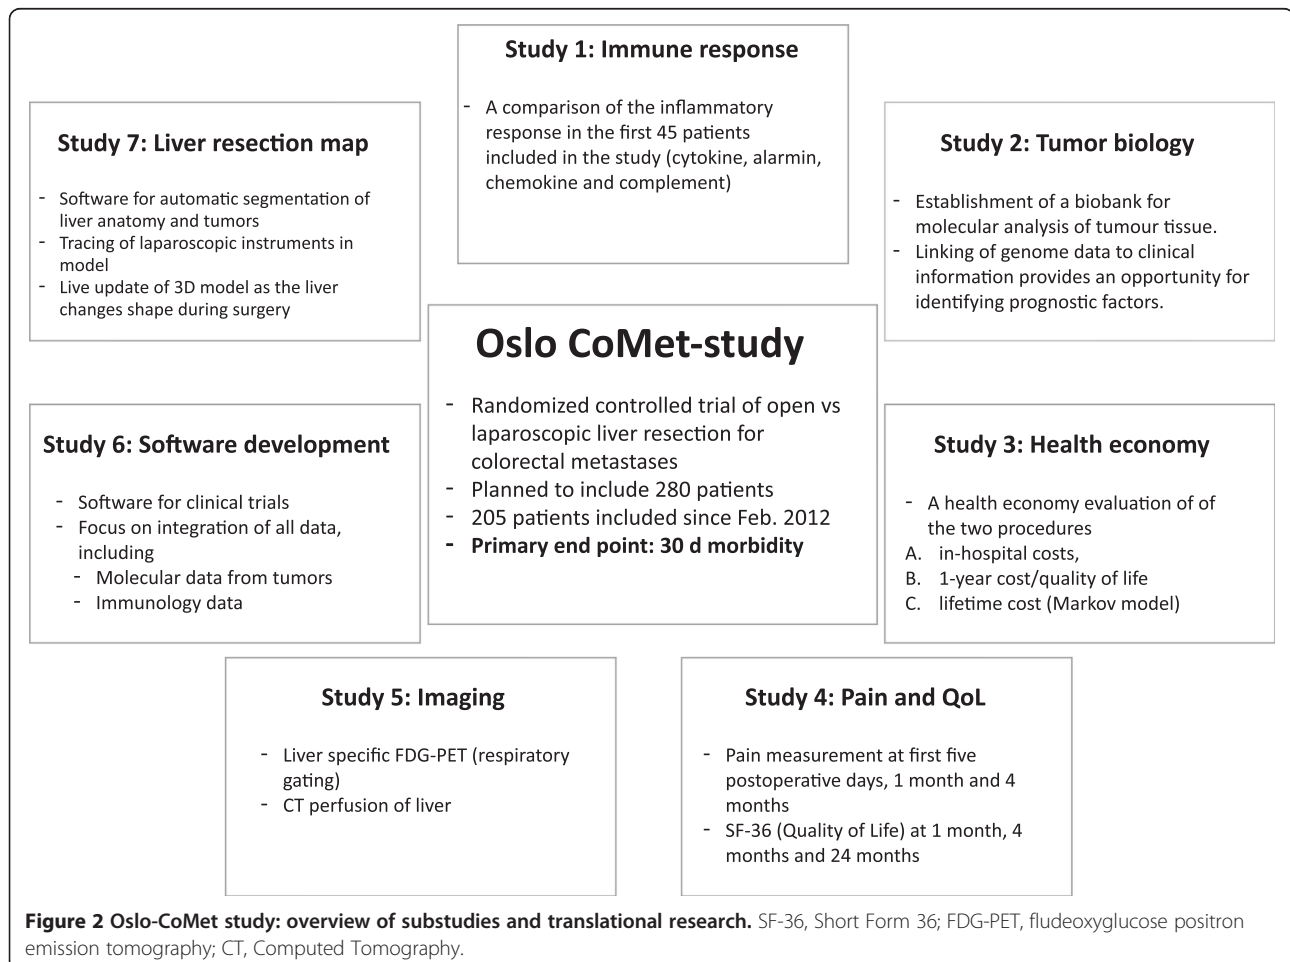 Study 1: Immune response
- A comparison of the inflammatory
response in the first 45 patients
included in the study (cytokine, alarmin,
chemokine and complement)
Study 7: Liver resection map
- Software for automatic segmentation of
liver anatomy and tumors
- Tracing of laparoscopic instruments in
model
- Live update of 3D model as the liver
changes shape during surgery
Study 2: Tumor biology
- Establishment of a biobank for
molecular analysis of tumour tissue.
- Linking of genome data to clinical
information provides an opportunity for
identifying prognostic factors.
Oslo CoMet-study
- Randomized controlled trial of open vs
laparoscopic liver resection for
colorectal metastases
- Planned to include 280 patients
- 205 patients included since Feb. 2012
- Primary end point: 30 d morbidity
Study 6: Software development
- Software for clinical trials
- Focus on integration of all data,
including
- Molecular data from tumors
- Immunology data
Study 3: Health economy
- A health economy evaluation of of
the two procedures
A. in-hospital costs,
B. 1-year cost/quality of life
C. lifetime cost (Markov model)
Study 5: Imaging
- Liver specific FDG-PET (respiratory
gating)
- CT perfusion of liver
Study 4: Pain and QoL
- Pain measurement at first five
postoperative days, 1 month and 4
months
- SF-36 (Quality of Life) at 1 month, 4
months and 24 months
Figure 2 Oslo-CoMet study: overview of substudies and translational research. SF-36, Short Form 36; FDG-PET, fludeoxyglucose positron
emission tomography; CT, Computed Tomography.